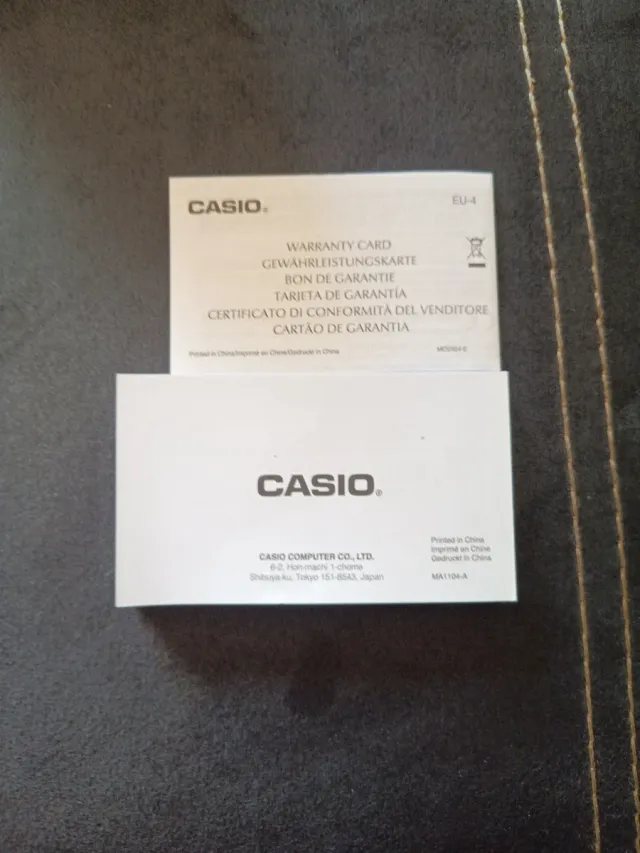 CASIO®
EU-4
WARRANTY CARD
GEWÄHRLEISTUNGSKARTE
BON DE GARANTIE
TARJETA DE GARANTÍA
CERTIFICATO DI CONFORMITÀ DEL VENDITORE
CARTÃO DE GARANTIA
Printed in China/Imprimé en Chine/Gedruckt in China
CASIO®
CASIO COMPUTER CO., LTD.
6-2, Hon-machi 1-chome
Shibuya-ku, Tokyo 151-8543, Japan
Printed in China
Imprimé en Chine
Gedruckt in China
MA1104-A